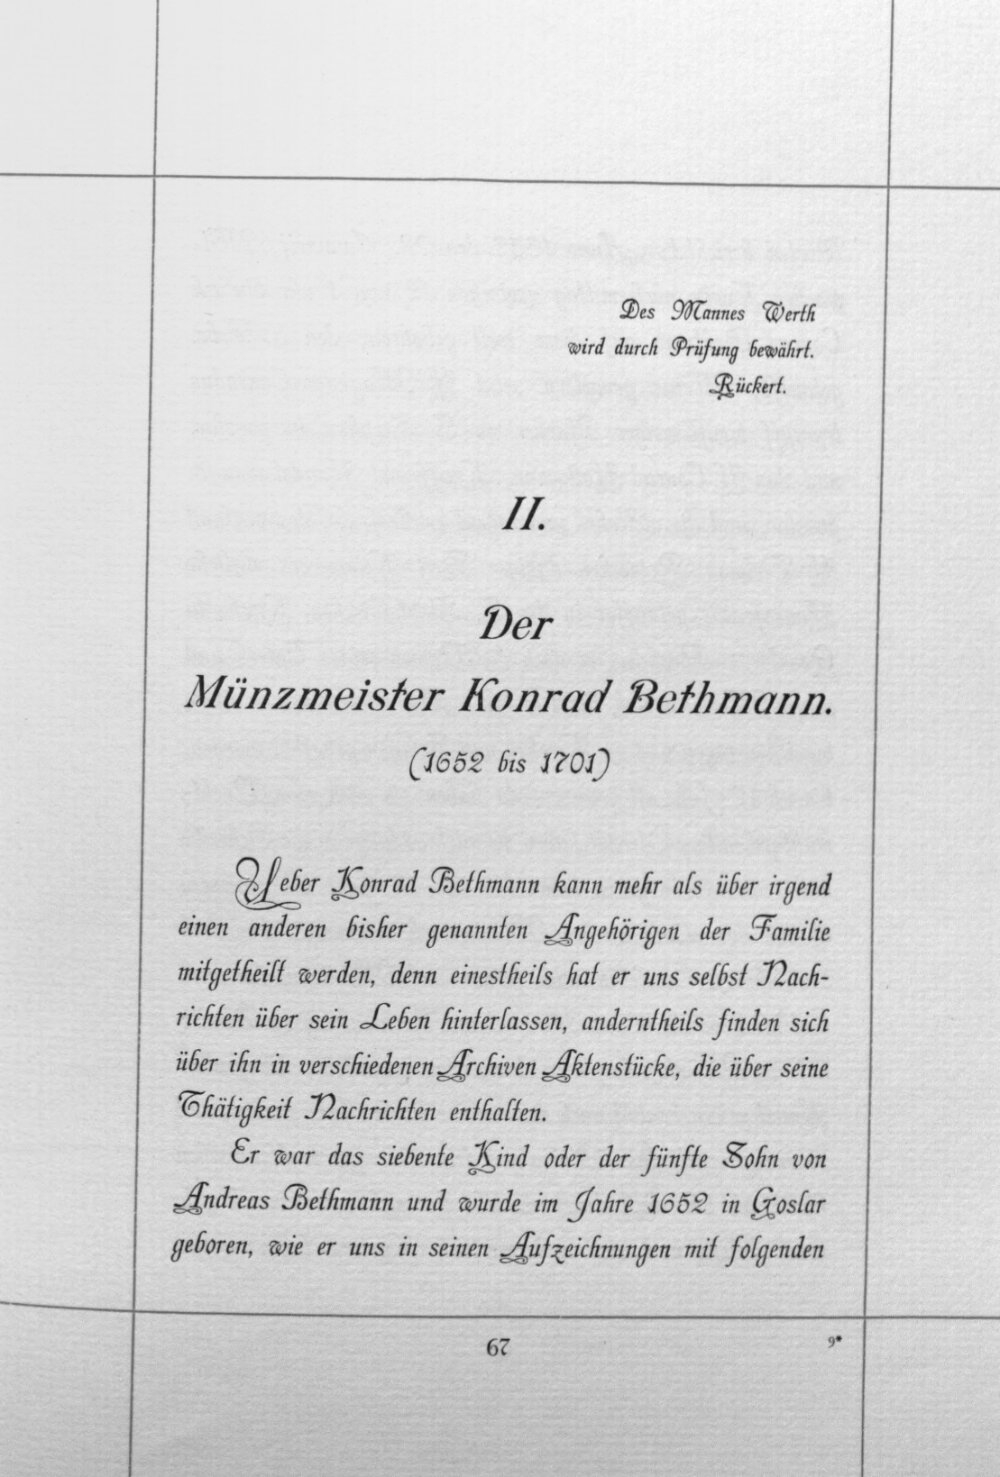 Des Mannes Werth
wird durch Prüfung bewährt.
Rückert.
II.
Der
Münzmeister Konrad Bethmann.
(1652 bis 1701)
Ueber Konrad Bethmann kann mehr als über irgend
einen anderen bisher genannten Angehörigen der Familie
mitgetheilt werden, denn einestheils hat er uns selbst Nach-
richten über sein Leben hinterlassen, anderntheils finden sich
über ihn in verschiedenen Archiven Aktenstücke, die über seine
Thätigkeit Nachrichten enthalten.
Er war das siebente Kind oder der fünfte Sohn von
Andreas Bethmann und wurde im Jahre 1652 in Goslar
geboren, wie er uns in seinen Aufzeichnungen mit folgenden
67
9*